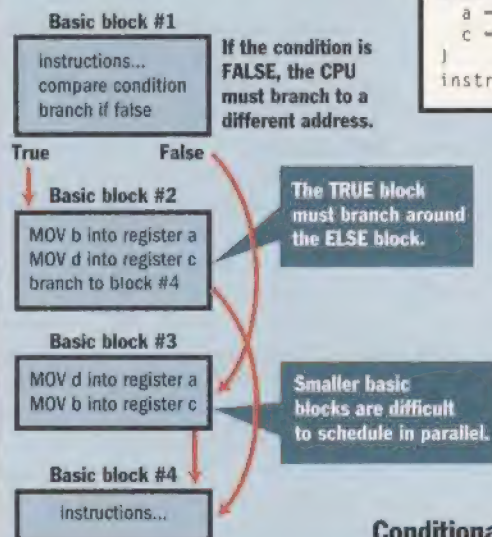 Basic block #1
instructions...
compare condition
branch if false
If the condition is
FALSE, the CPU
must branch to a
different address.
a
c
}
instr
True
False
Basic block #2
MOV b into register a
MOV d into register c
branch to block #4
The TRUE block
must branch around
the ELSE block.
Basic block #3
MOV d into register a
MOV b into register c
Smaller basic
blocks are difficult
to schedule in parallel.
Basic block #4
instructions...
Conditiona